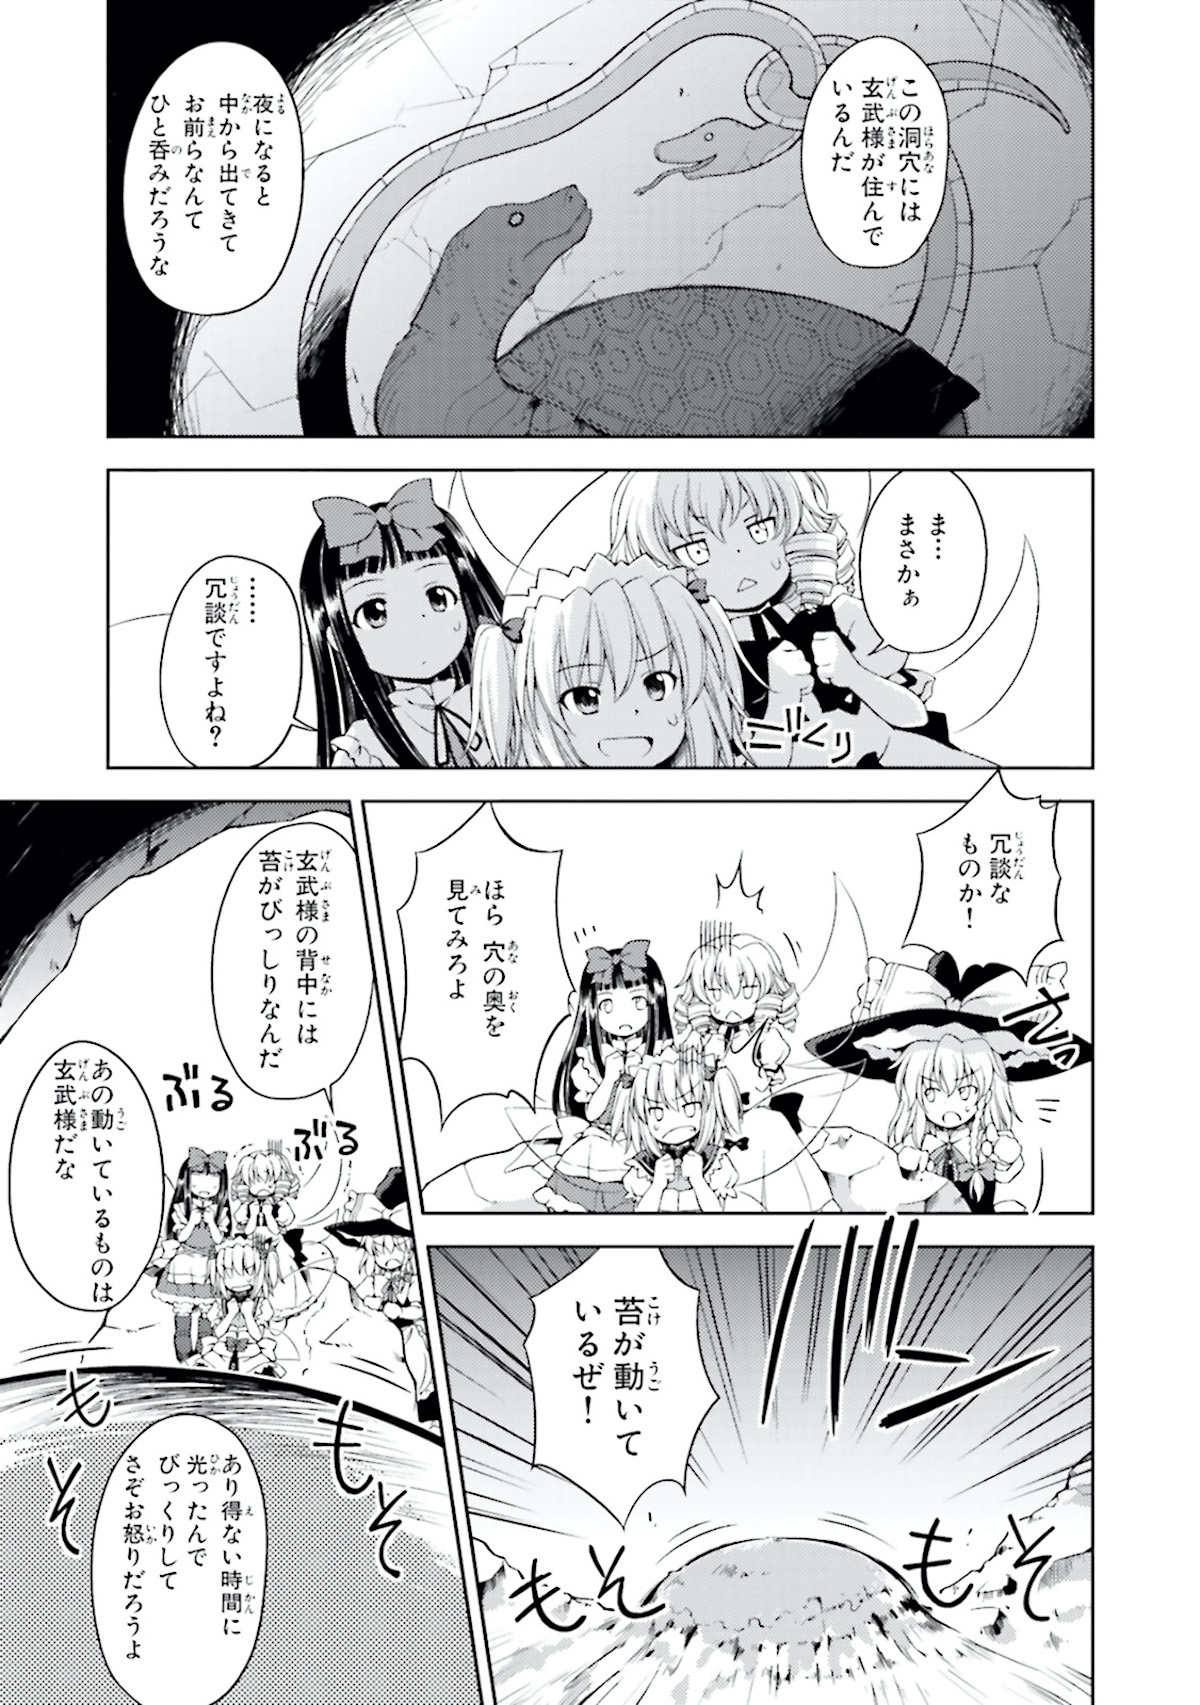 この洞穴には
玄武様が住んで
いるんだ
夜になると
中から出てきて
お前らなんて
ひと呑みだろうな
ま…
まさかぁ
ごくり
……
冗談ですよね？
冗談な
ものか！
さっ
ほら 穴の奥を
見てみろよ
苔が動いて
いるぜ！
もそ
もそ
もん
玄武様の背中には
苔がびっしりなんだ
ぶる
ぶる
あの動いているものは
玄武様だな
もそ
もそ
あり得ない時間に
光ったんで
びっくりして
さぞお怒りだろうよ